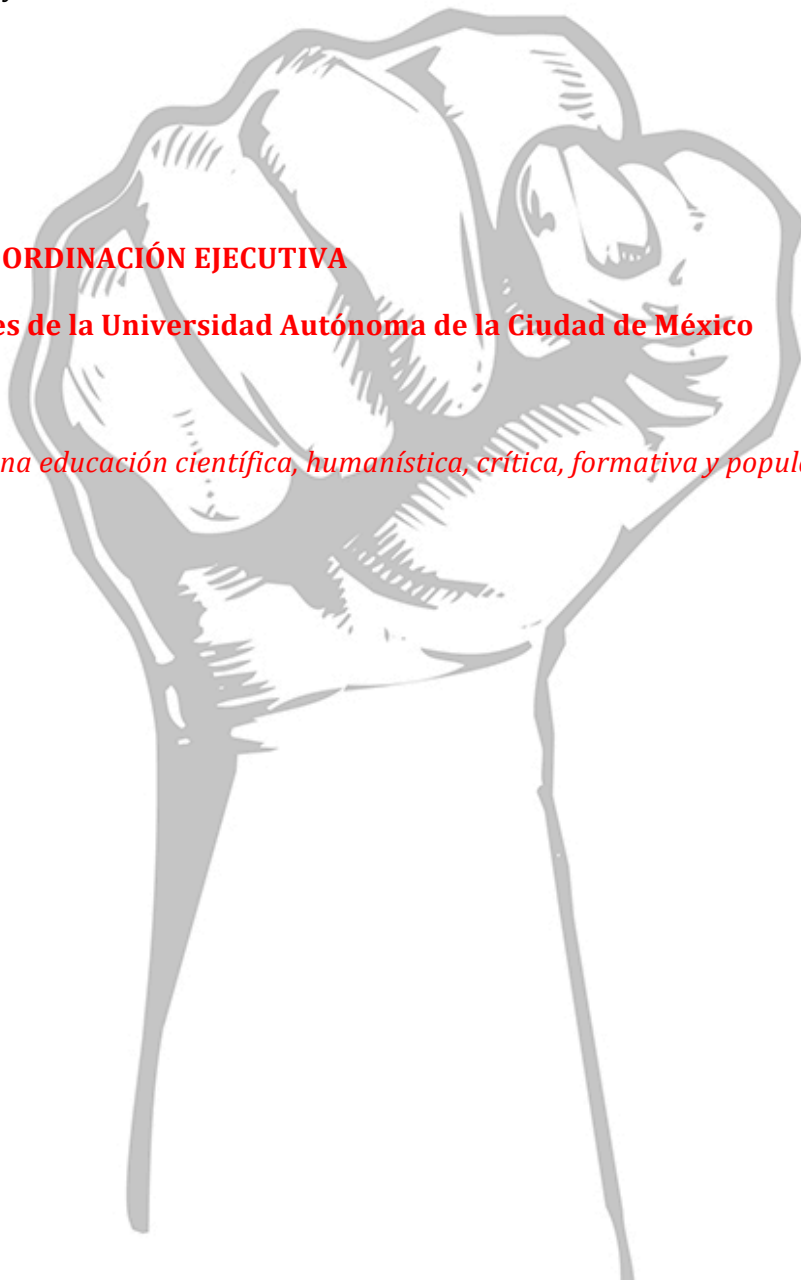 ORDINACIÓN EJECUTIVA
es de la Universidad Autónoma de la Ciudad de México
na educación científica, humanística, crítica, formativa y popul